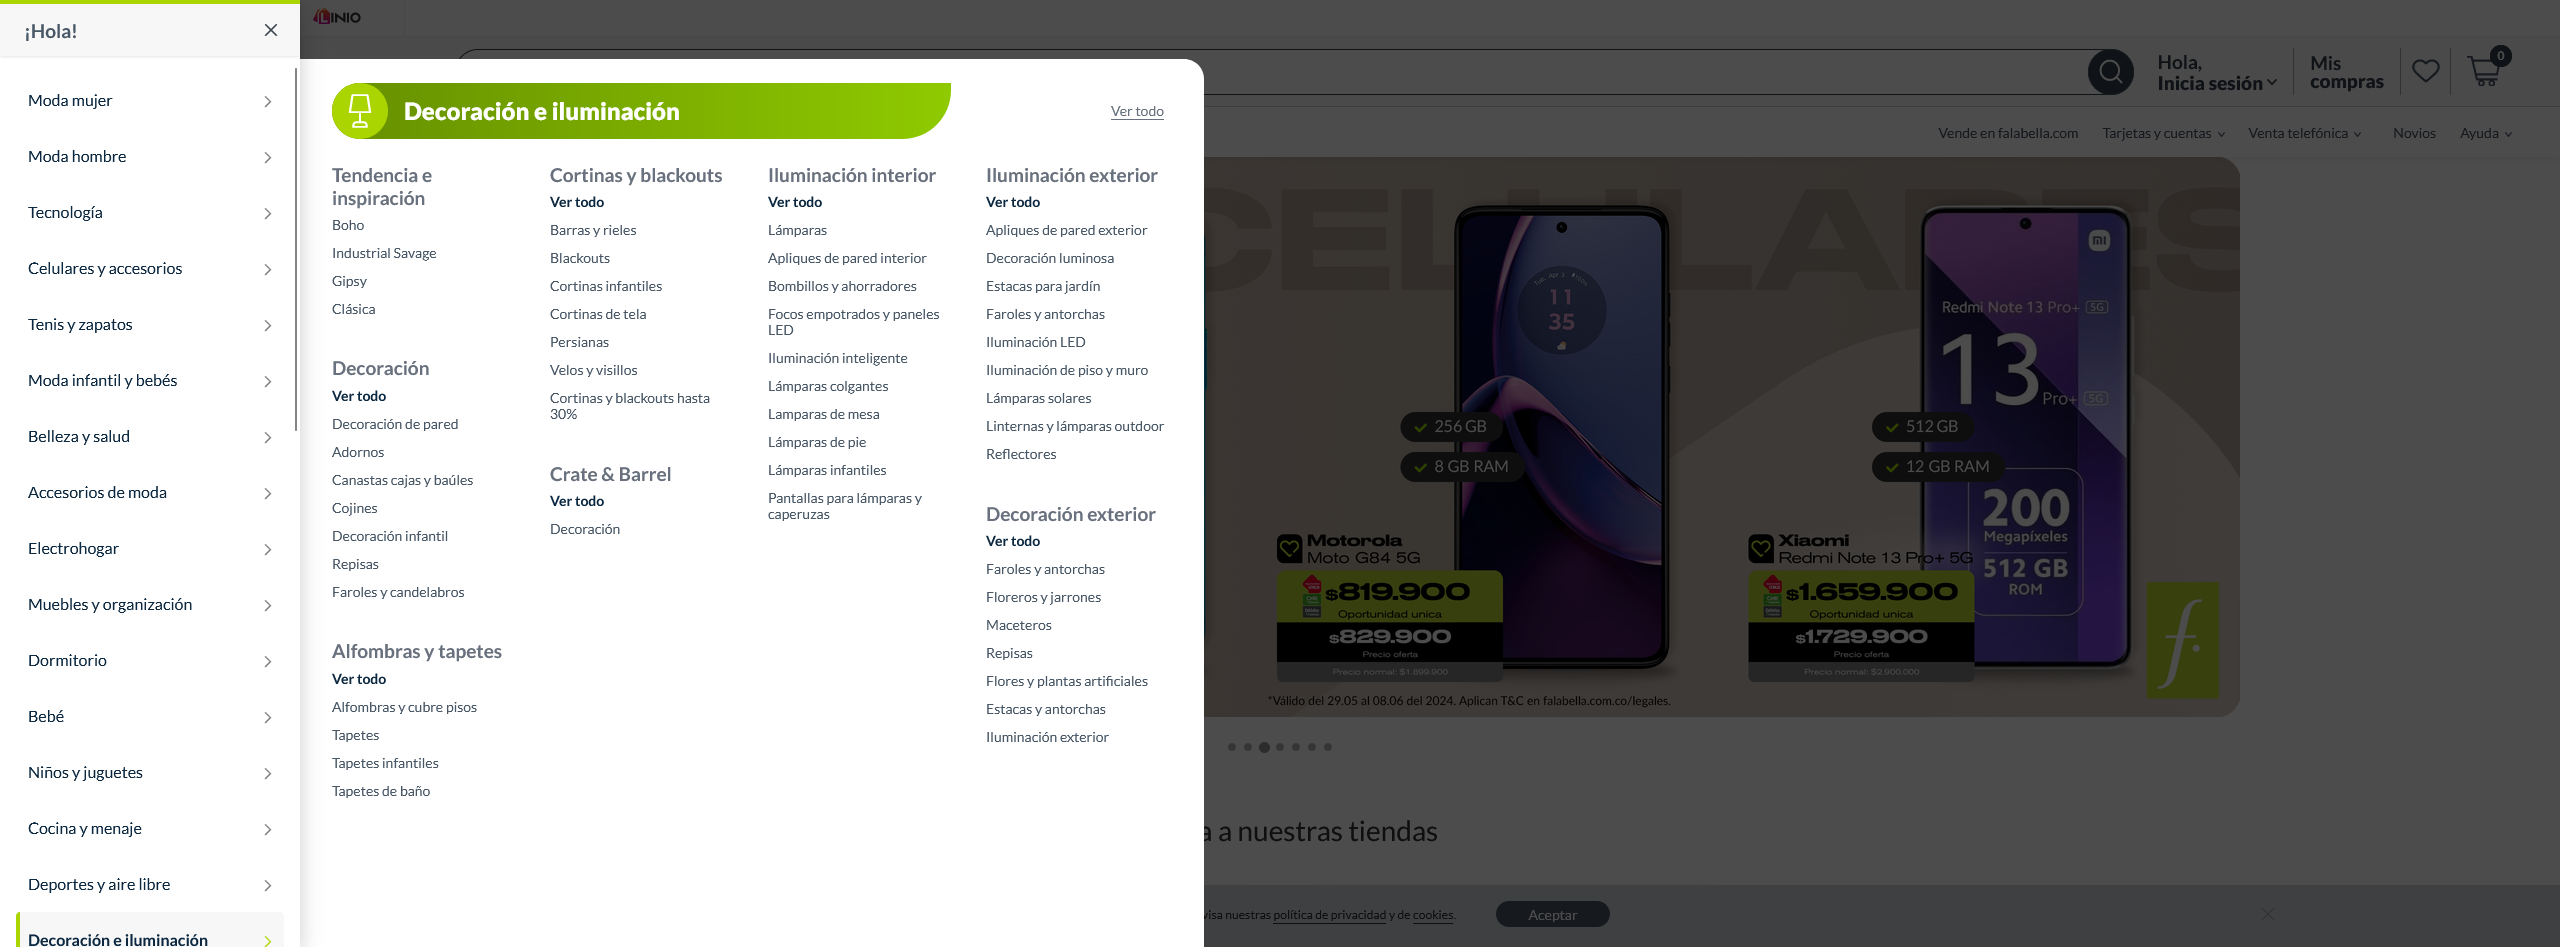 ¡Hola!
Moda mujer
Moda hombre
Tecnología
Celulares y accesorios
Tenis y zapatos
Moda infantil y bebés
Belleza y salud
Accesorios de moda
Electrohogar
Muebles y organización
Dormitorio
Bebé
Niños y juguetes
Cocina y menaje
Deportes y aire libre
Decoración e iluminación
LINIO
Decoración e iluminación
Ver todo
Tendencia e
inspiración
Boho
Industrial Savage
Gipsy
Clásica
Decoración
Ver todo
Decoración de pared
Adornos
Canastas cajas y baúles
Cojines
Decoración infantil
Repisas
Faroles y candelabros
Alfombras y tapetes
Ver todo
Alfombras y cubre pisos
Tapetes
Tapetes infantiles
Tapetes de baño
Cortinas y blackouts
Ver todo
Barras y rieles
Blackouts
Cortinas infantiles
Cortinas de tela
Persianas
Velos y visillos
Cortinas y blackouts hasta
30%
Crate & Barrel
Ver todo
Decoración
Iluminación interior
Ver todo
Lámparas
Apliques de pared interior
Bombillos y ahorradores
Focos empotrados y paneles
LED
Iluminación inteligente
Lámparas colgantes
Lamparas de mesa
Lámparas de pie
Lámparas infantiles
Pantallas para lámparas y
caperuzas
Iluminación exterior
Ver todo
Apliques de pared exterior
Decoración luminosa
Estacas para jardín
Faroles y antorchas
Iluminación LED
Iluminación de piso y muro
Lámparas solares
Linternas y lámparas outdoor
Reflectores
Decoración exterior
Ver todo
Faroles y antorchas
Floreros y jarrones
Maceteros
Repisas
Flores y plantas artificiales
Estacas y antorchas
Iluminación exterior
Hola,
Inicia sesión
Mis
compras
0
Vende en falabella.com
Tarjetas y cuentas
Venta telefónica
Novios
Ayuda
CELULARES
11
35
256 GB
8 GB RAM
Motorola
Moto G84 5G
$819.900
Oportunidad unica
$829.900
Precio oferta
Precio normal: $1.699.900
Redmi Note 13 Pro+ 5G
13
Pro+ 5G
512 GB
12 GB RAM
200
Megapíxeles
512 GB
ROM
Xiaomi
Redmi Note 13 Pro+ 5G
$1.659.900
Oportunidad unica
$1.729.900
Precio oferta
Precio normal: $2.900.000
f.
*Válido del 29.05 al 08.06 del 2024. Aplican T&C en falabella.com.co/legales.
a a nuestras tiendas
visa nuestras política de privacidad y de cookies.
Aceptar